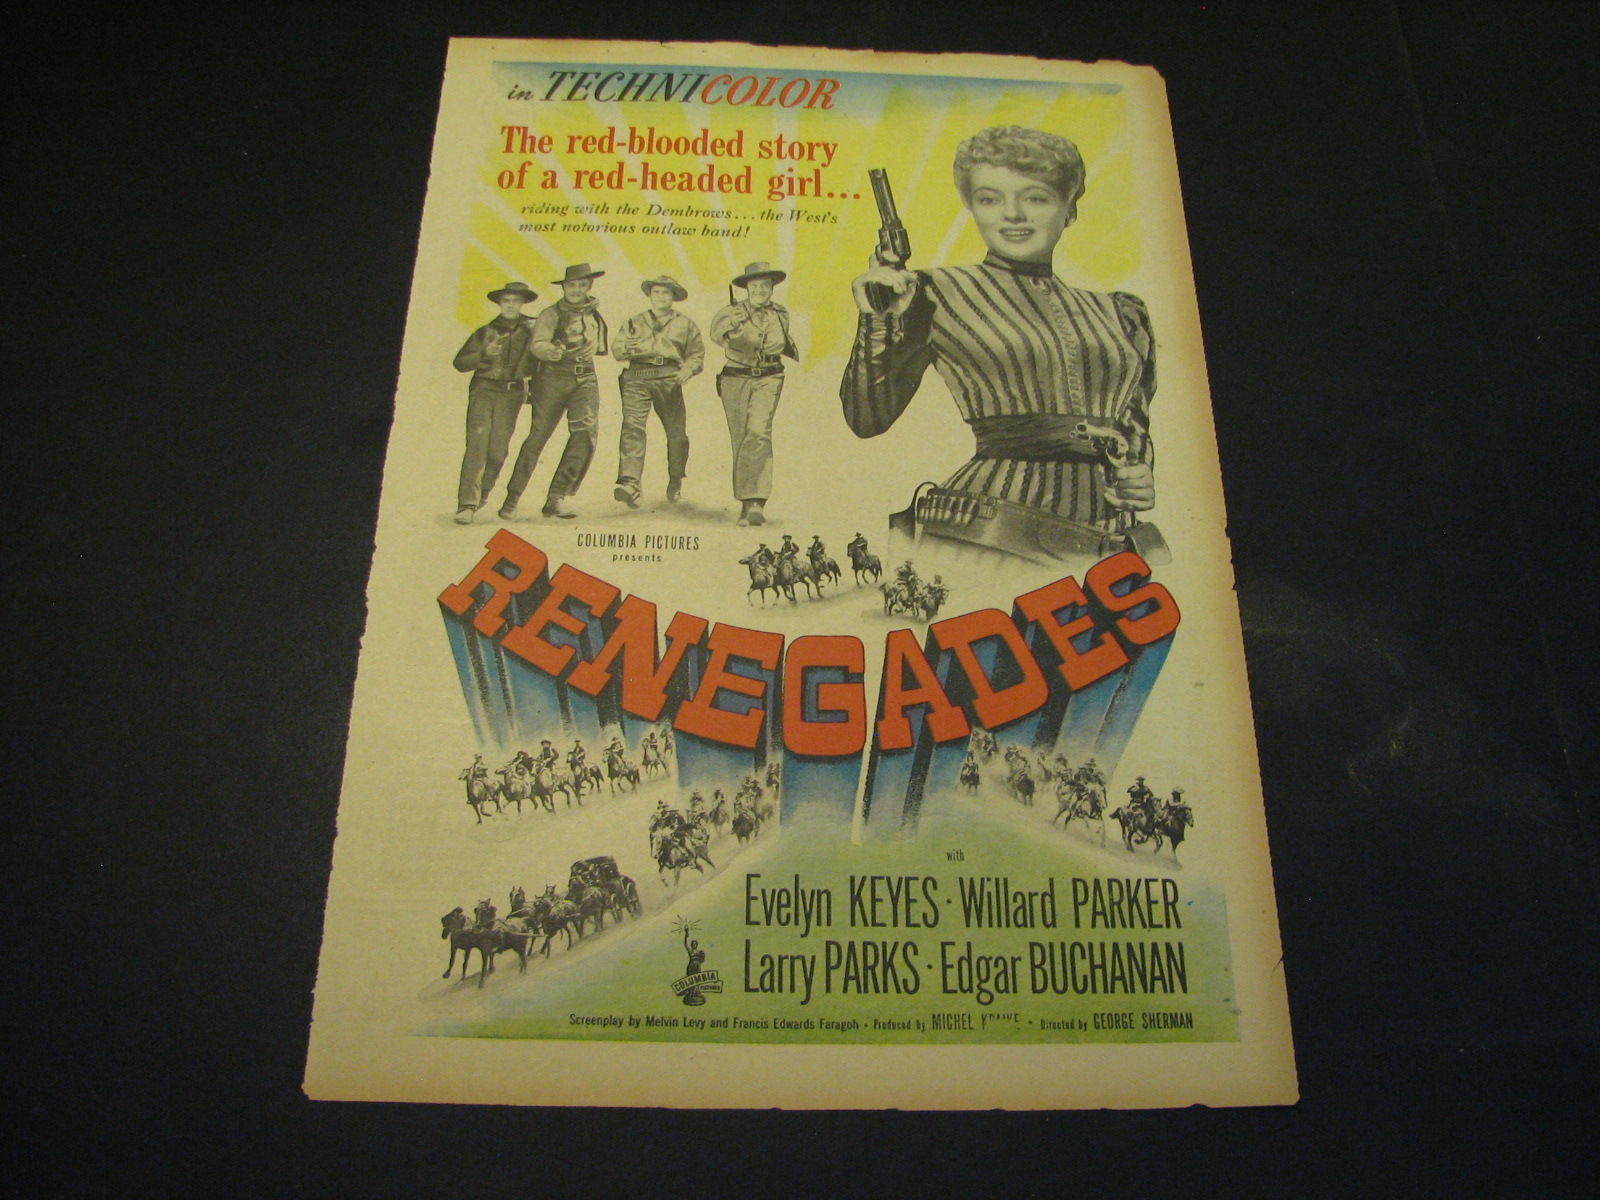 in TECHNICOLOR
The red-blooded story
of a red-headed girl...
riding with the Dembrows... the West's
most notorious outlaw band!
COLUMBIA PICTURES
presents
RENEGADES
with
Evelyn KEYES · Willard PARKER
Larry PARKS · Edgar BUCHANAN
COLUMBIA
PICTURES
Screenplay by Melvin Levy and Francis Edwards Faragoh · Produced by MICHEL · Directed by GEORGE SHERMAN